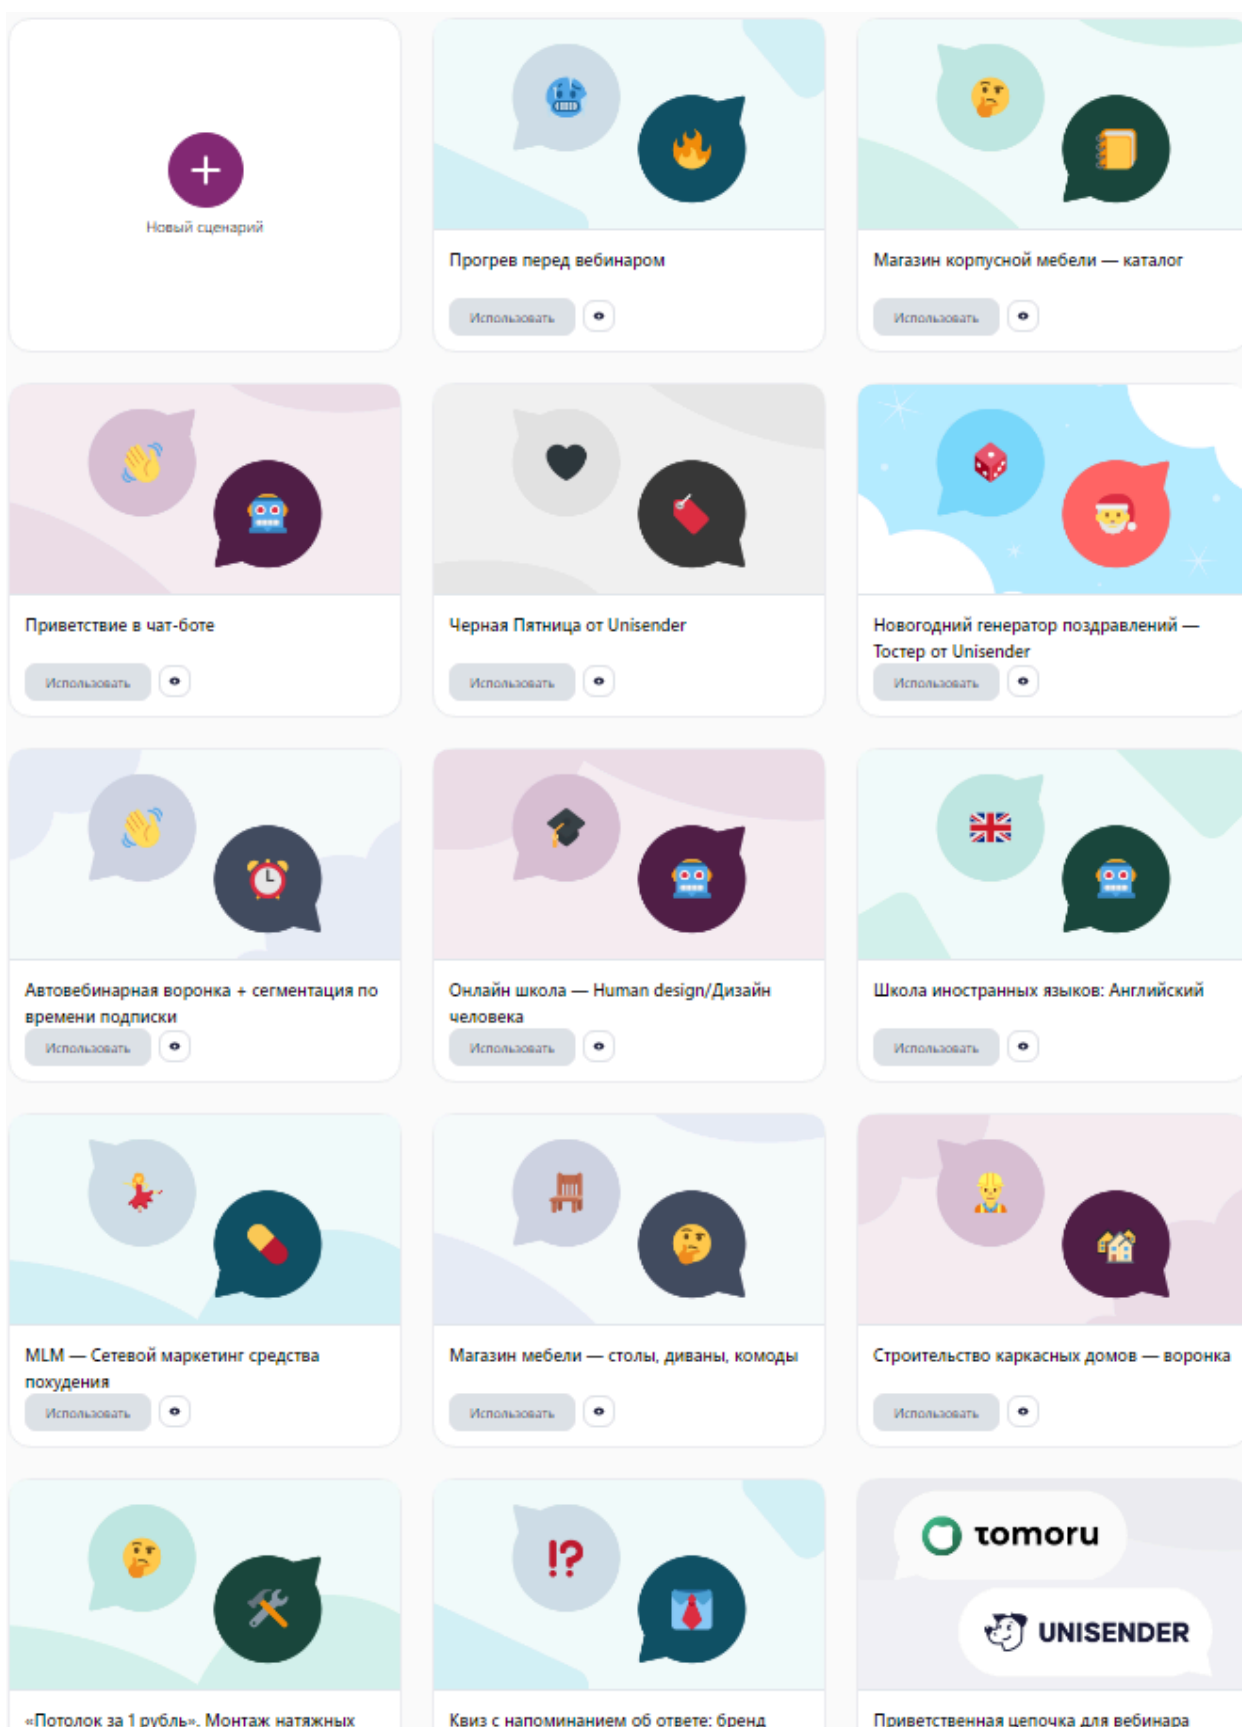 Новый сценарий
Прогрев перед вебинаром
Использовать
Магазин корпусной мебели — каталог
Использовать
Приветствие в чат-боте
Использовать
Черная Пятница от Unisender
Использовать
Новогодний генератор поздравлений —
Тостер от Unisender
Использовать
Автовебинарная воронка + сегментация по
времени подписки
Использовать
Онлайн школа — Human design/Дизайн
человека
Использовать
Школа иностранных языков: Английский
Использовать
MLM — Сетевой маркетинг средства
похудения
Использовать
Магазин мебели — столы, диваны, комоды
Использовать
Строительство каркасных домов — воронка
Использовать
«Потолок за 1 рубль». Монтаж натяжных
Квиз с напоминанием об ответе: бренд
tomoru
UNISENDER
Приветственная цепочка для вебинара